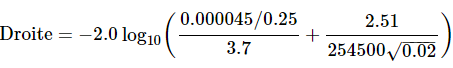 Droite = −2.0 log₁₀ ( (0.000045/0.25)/3.7 + 2.51/(254500√0.02) )